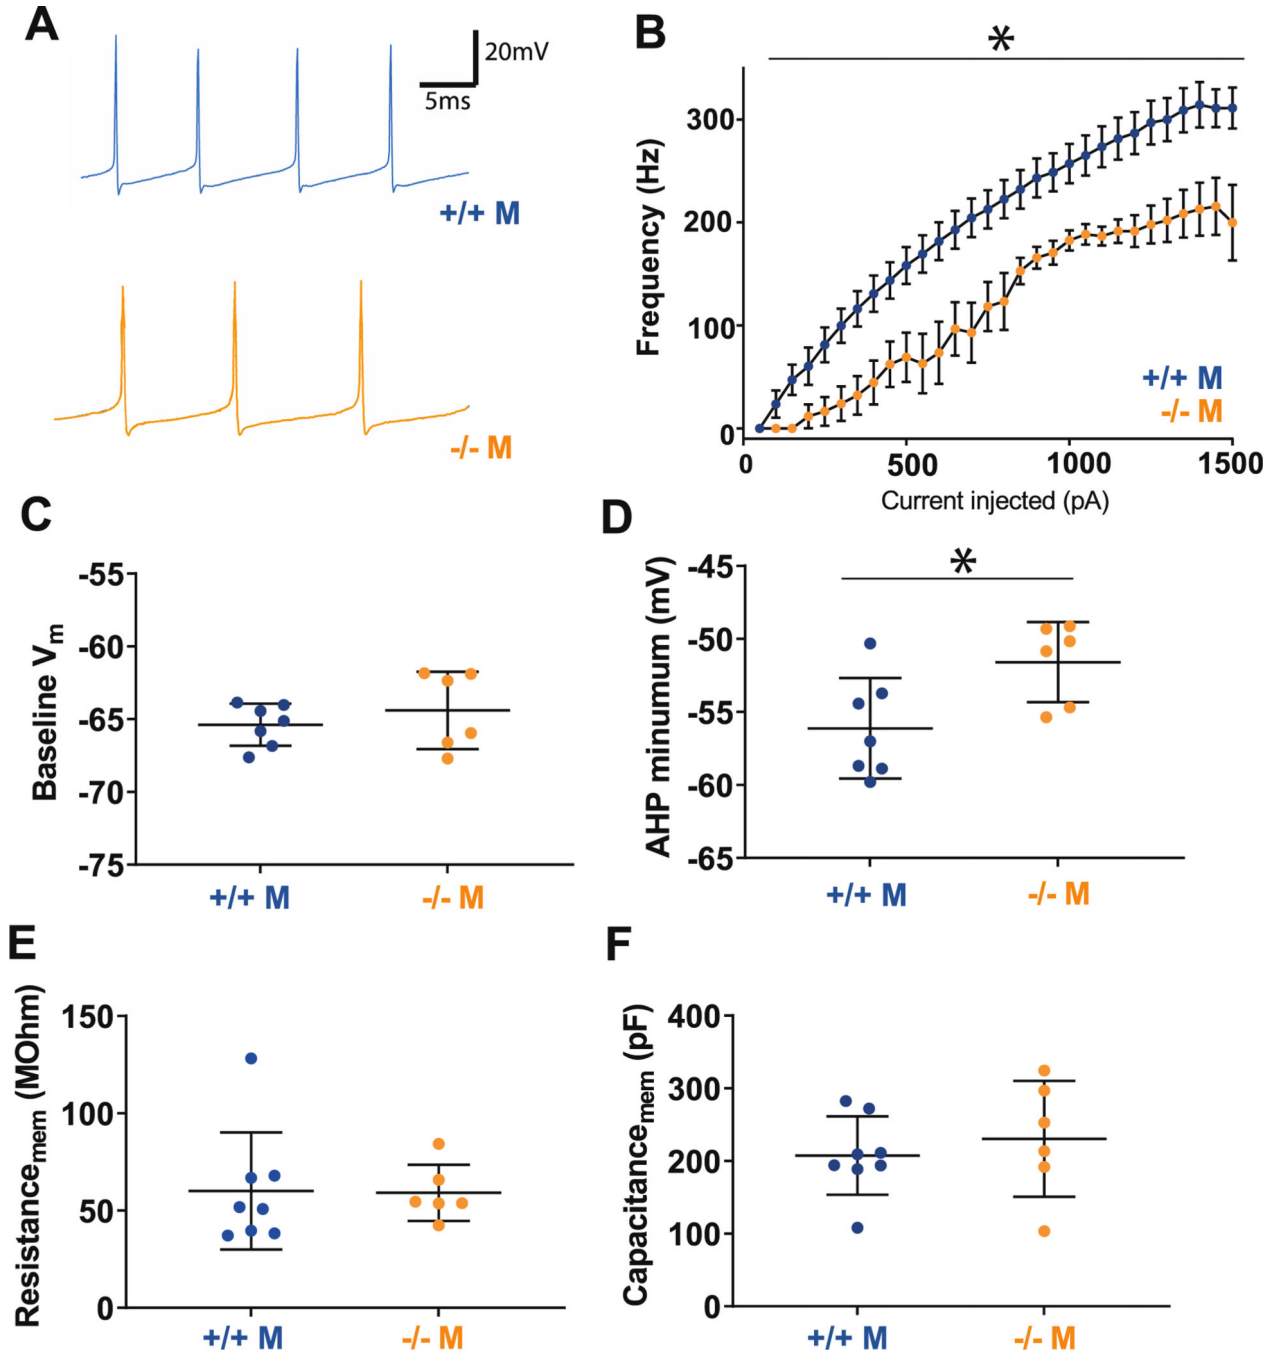 A
20mV
5ms
+/+ M
-/- M
B
*
Frequency (Hz)
300
200
100
0
+/+ M
-/- M
0 500 1000 1500
Current injected (pA)
C
Baseline Vm
-55
-60
-65
-70
-75
+/+ M -/- M
D
*
AHP minumum (mV)
-45
-50
-55
-60
-65
+/+ M -/- M
E
Resistancemem (MOhm)
150
100
50
0
+/+ M -/- M
F
Capacitancemem (pF)
400
300
200
100
0
+/+ M -/- M